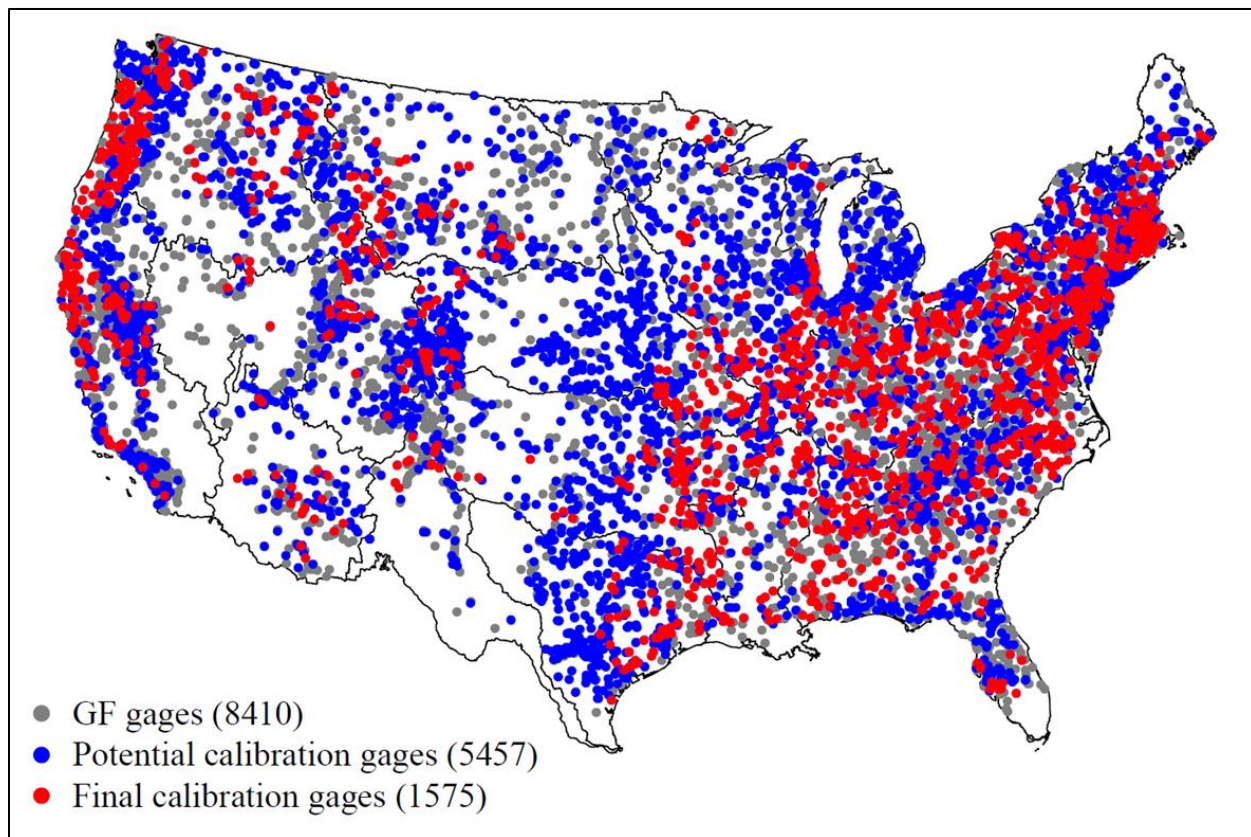 GF gages (8410)
Potential calibration gages (5457)
Final calibration gages (1575)